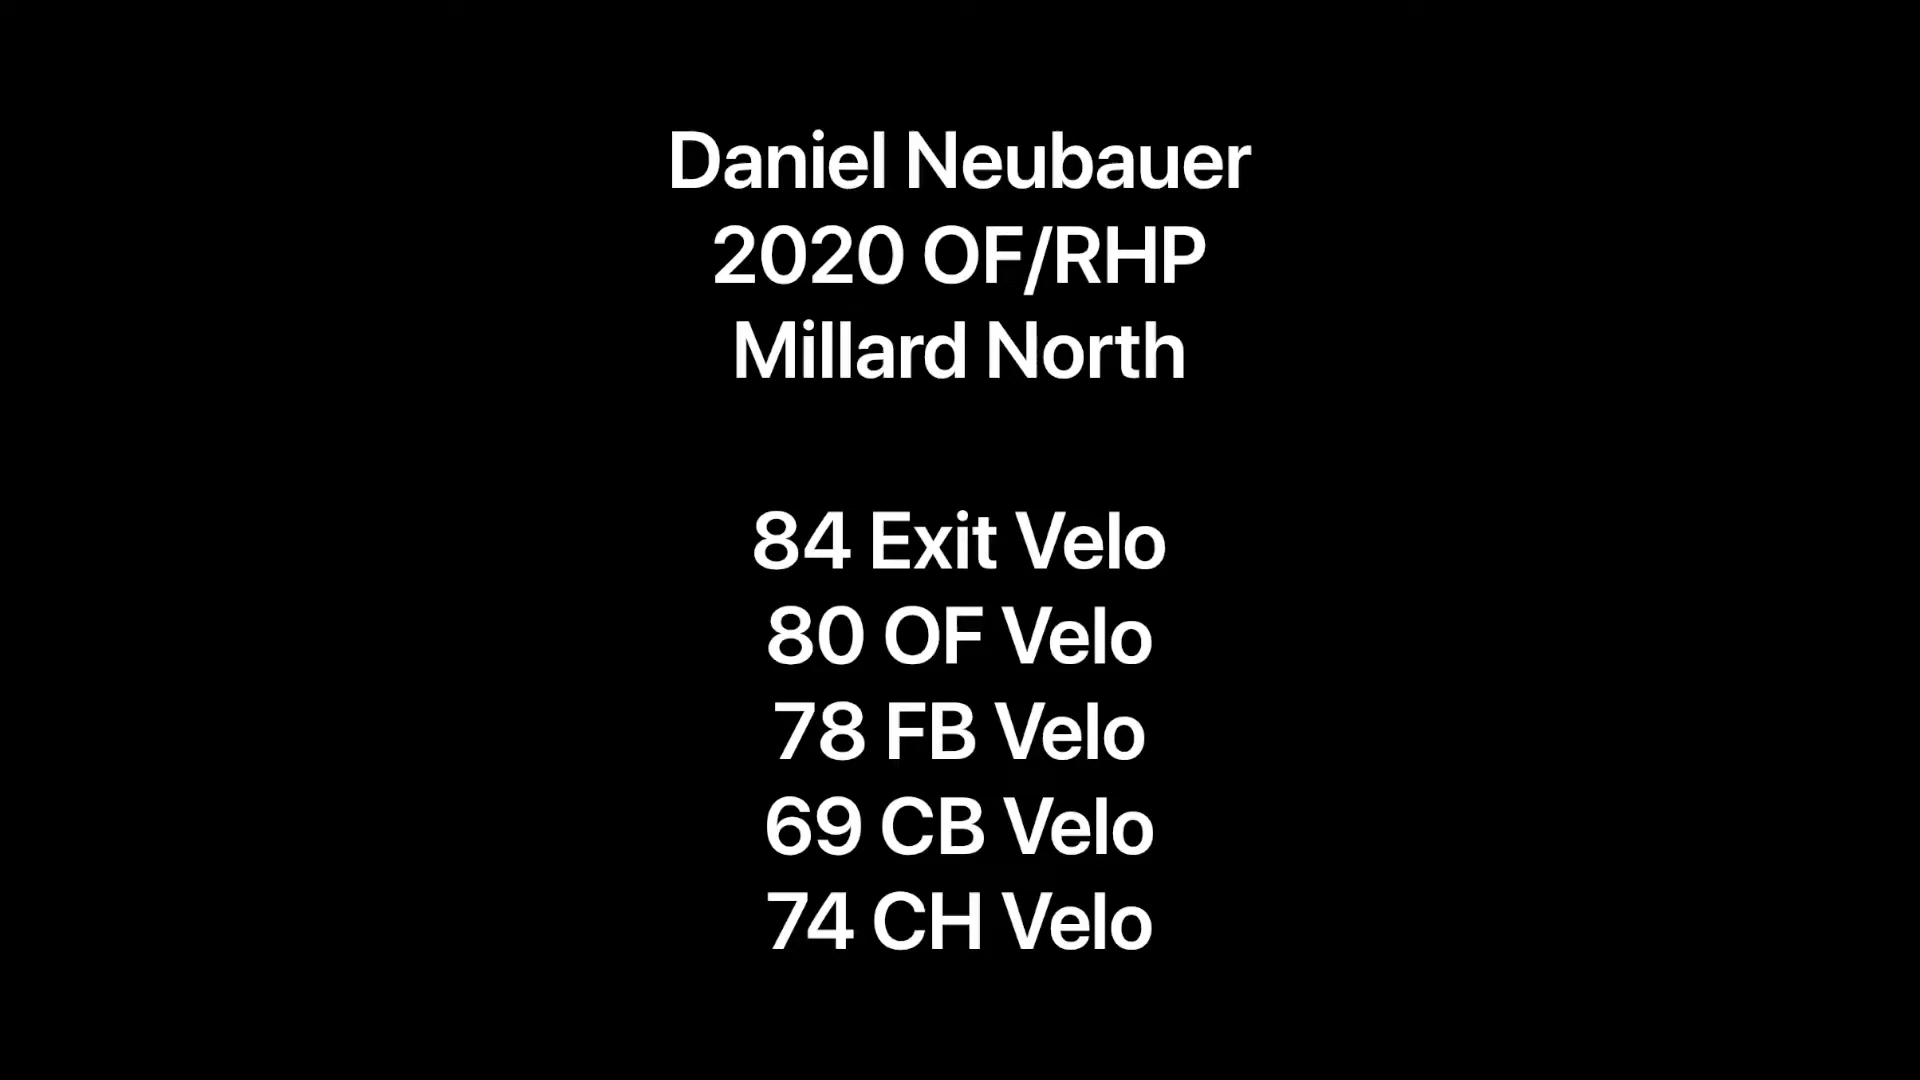 Daniel Neubauer
2020 OF/RHP
Millard North
84 Exit Velo
80 OF Velo
78 FB Velo
69 CB Velo
74 CH Velo